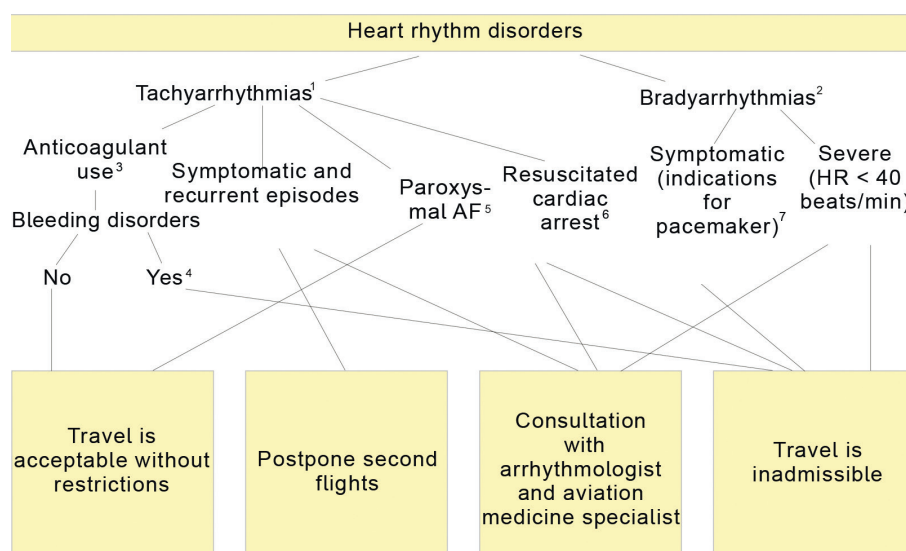 Heart rhythm disorders
Tachyarrhythmias¹
Bradyarrhythmias²
Anticoagulant
use³
Symptomatic and
recurrent episodes
Paroxys-
mal AF⁵
Resuscitated
cardiac
arrest⁶
Symptomatic
(indications
for
pacemaker)⁷
Severe
(HR < 40
beats/min)
Bleeding disorders
No
Yes⁴
Travel is
acceptable without
restrictions
Postpone second
flights
Consultation
with
arrhythmologist
and aviation
medicine specialist
Travel is
inadmissible